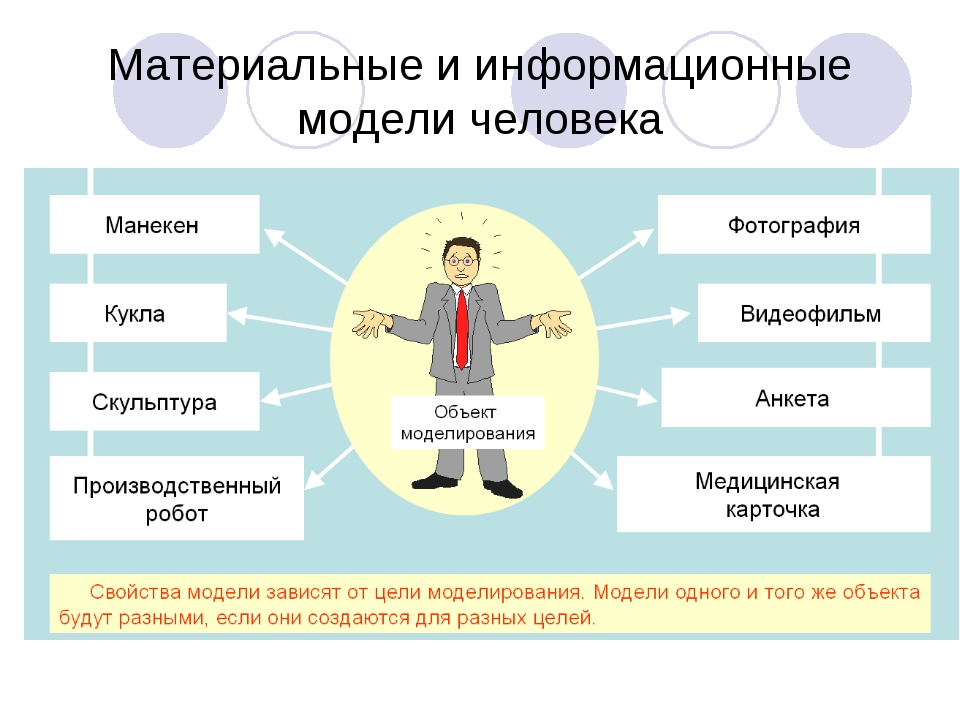 Материальные и информационные
модели человека
Манекен
Кукла
Скульптура
Производственный
робот
Объект
моделирования
Фотография
Видеофильм
Анкета
Медицинская
карточка
Свойства модели зависят от цели моделирования. Модели одного и того же объекта
будут разными, если они создаются для разных целей.